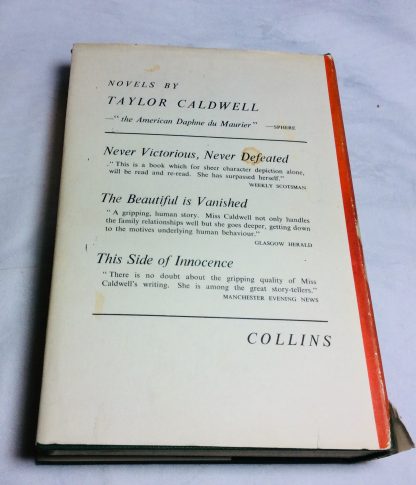 NOVELS BY
TAYLOR CALDWELL
—“ the American Daphne du Maurier” —SPHERE
Never Victorious, Never Defeated
“This is a book which for sheer character depiction alone,
will be read and re-read. She has surpassed herself.”
WEEKLY SCOTSMAN
The Beautiful is Vanished
“ A gripping, human story. Miss Caldwell not only handles
the family relationships well but she goes deeper, getting down
to the motives underlying human behaviour.”
GLASGOW HERALD
This Side of Innocence
“ There is no doubt about the gripping quality of Miss
Caldwell's writing. She is among the great story-tellers.”
MANCHESTER EVENING NEWS
COLLINS